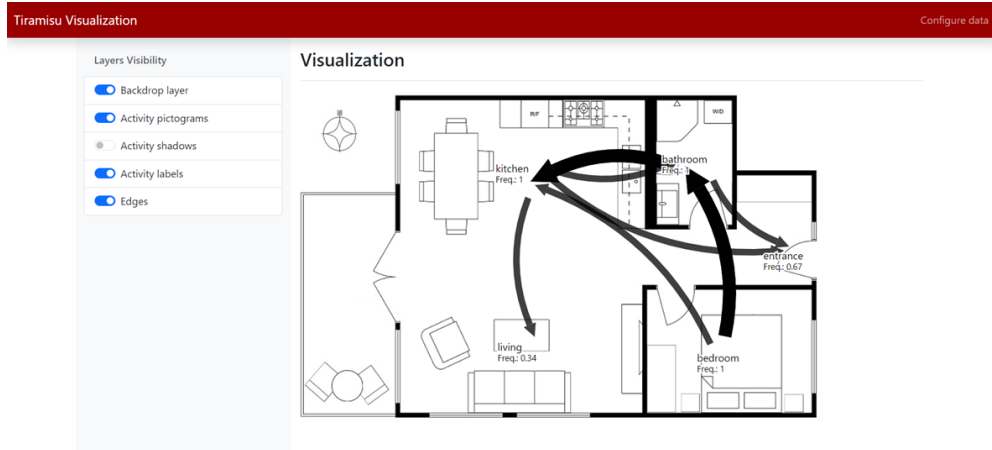 Tiramisu Visualization
Configure data
Layers Visibility
Backdrop layer
Activity pictograms
Activity shadows
Activity labels
Edges
Visualization
R/F
W/D
kitchen
Freq.: 1
bathroom
Freq.: 1
entrance
Freq.: 0.67
living
Freq.: 0.34
bedroom
Freq.: 1